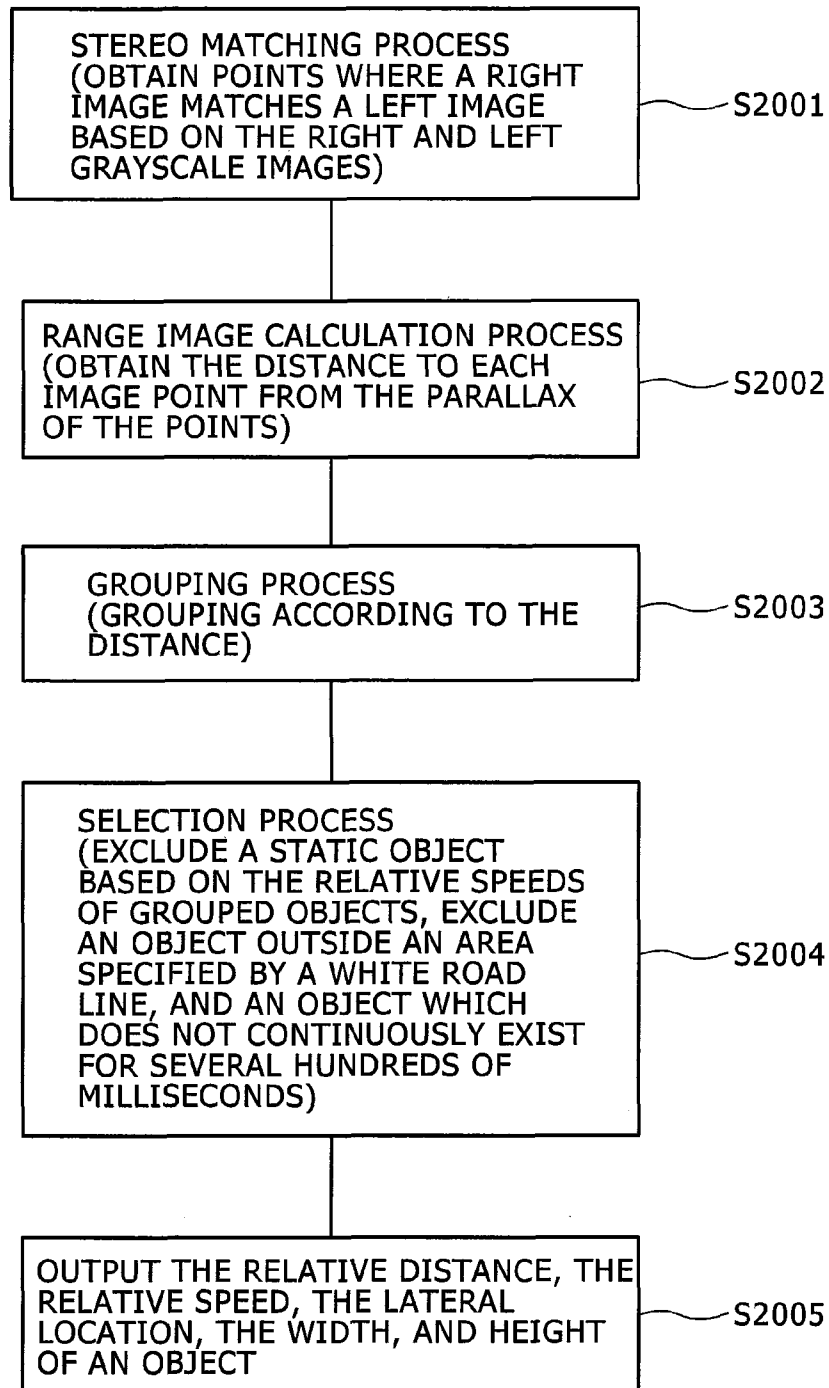 STEREO MATCHING PROCESS
(OBTAIN POINTS WHERE A RIGHT
IMAGE MATCHES A LEFT IMAGE
BASED ON THE RIGHT AND LEFT
GRAYSCALE IMAGES)
S2001
RANGE IMAGE CALCULATION PROCESS
(OBTAIN THE DISTANCE TO EACH
IMAGE POINT FROM THE PARALLAX
OF THE POINTS)
S2002
GROUPING PROCESS
(GROUPING ACCORDING TO THE
DISTANCE)
S2003
SELECTION PROCESS
(EXCLUDE A STATIC OBJECT
BASED ON THE RELATIVE SPEEDS
OF GROUPED OBJECTS, EXCLUDE
AN OBJECT OUTSIDE AN AREA
SPECIFIED BY A WHITE ROAD
LINE, AND AN OBJECT WHICH
DOES NOT CONTINUOUSLY EXIST
FOR SEVERAL HUNDREDS OF
MILLISECONDS)
S2004
OUTPUT THE RELATIVE DISTANCE, THE
RELATIVE SPEED, THE LATERAL
LOCATION, THE WIDTH, AND HEIGHT
OF AN OBJECT
S2005